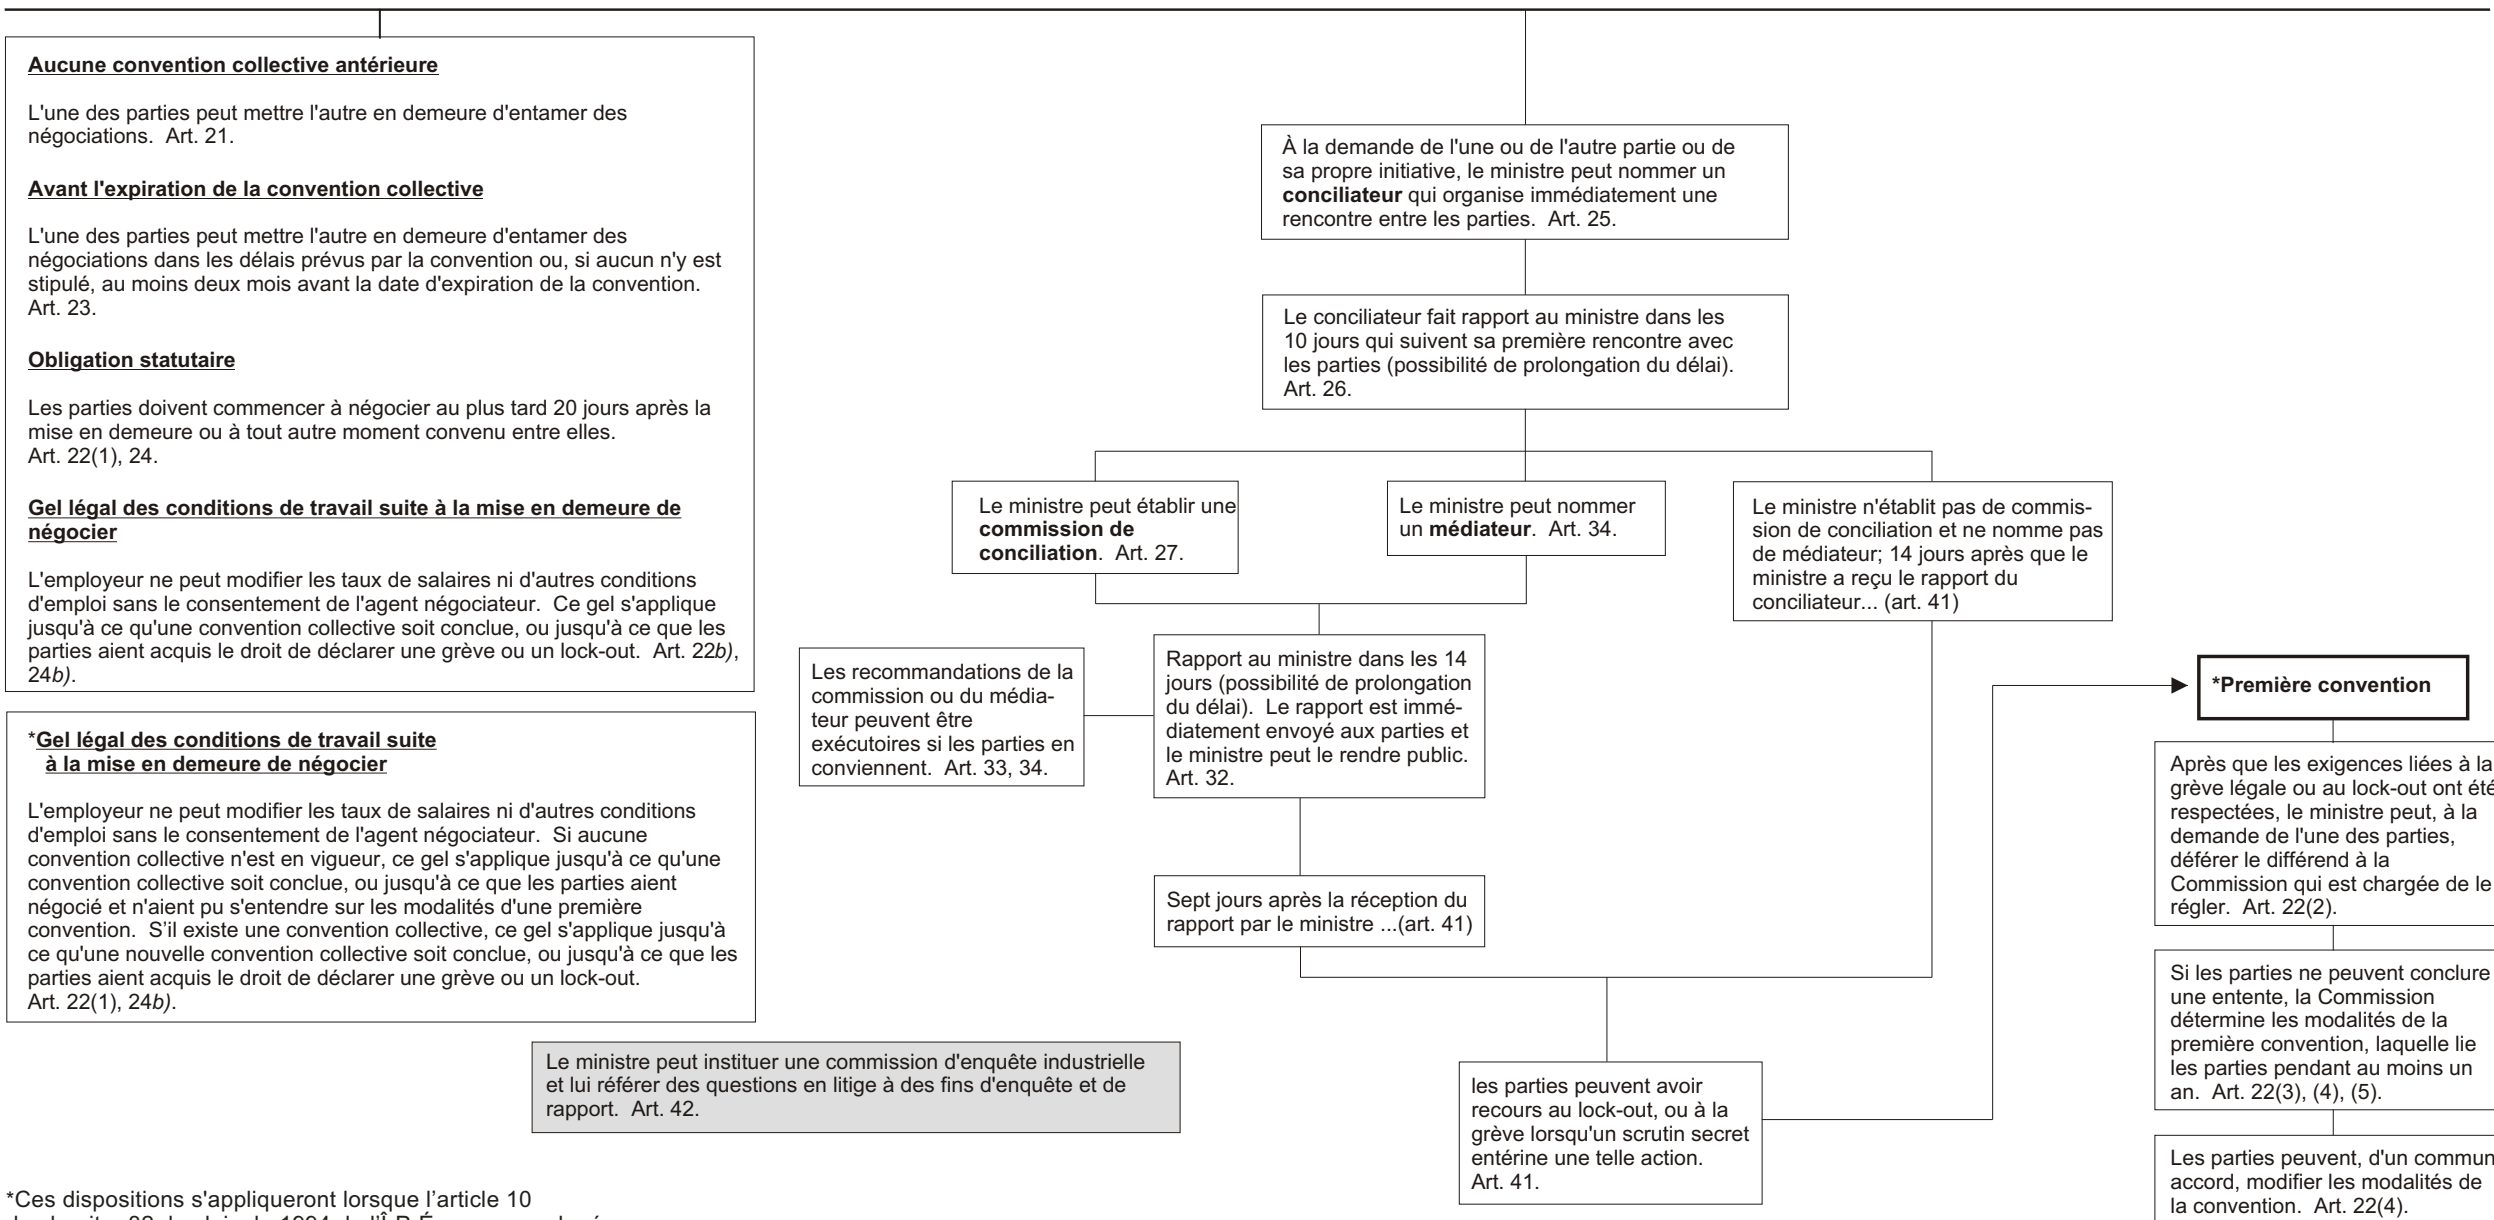 Aucune convention collective antérieure
L'une des parties peut mettre l'autre en demeure d'entamer des
négociations. Art. 21.
Avant l'expiration de la convention collective
L'une des parties peut mettre l'autre en demeure d'entamer des
négociations dans les délais prévus par la convention ou, si aucun n'y est
stipulé, au moins deux mois avant la date d'expiration de la convention.
Art. 23.
Obligation statutaire
Les parties doivent commencer à négocier au plus tard 20 jours après la
mise en demeure ou à tout autre moment convenu entre elles.
Art. 22(1), 24.
Gel légal des conditions de travail suite à la mise en demeure de
négocier
L'employeur ne peut modifier les taux de salaires ni d'autres conditions
d'emploi sans le consentement de l'agent négociateur. Ce gel s'applique
jusqu'à ce qu'une convention collective soit conclue, ou jusqu'à ce que les
parties aient acquis le droit de déclarer une grève ou un lock-out. Art. 22b),
24b).
*Gel légal des conditions de travail suite
à la mise en demeure de négocier
L'employeur ne peut modifier les taux de salaires ni d'autres conditions
d'emploi sans le consentement de l'agent négociateur. Si aucune
convention collective n'est en vigueur, ce gel s'applique jusqu'à ce qu'une
convention collective soit conclue, ou jusqu'à ce que les parties aient
négocié et n'aient pu s'entendre sur les modalités d'une première
convention. S'il existe une convention collective, ce gel s'applique jusqu'à
ce qu'une nouvelle convention collective soit conclue, ou jusqu'à ce que les
parties aient acquis le droit de déclarer une grève ou un lock-out.
Art. 22(1), 24b).
À la demande de l'une ou de l'autre partie ou de
sa propre initiative, le ministre peut nommer un
conciliateur qui organise immédiatement une
rencontre entre les parties. Art. 25.
Le conciliateur fait rapport au ministre dans les
10 jours qui suivent sa première rencontre avec
les parties (possibilité de prolongation du délai).
Art. 26.
Le ministre peut établir une
commission de
conciliation. Art. 27.
Le ministre peut nommer
un médiateur. Art. 34.
Le ministre n'établit pas de commis-
sion de conciliation et ne nomme pas
de médiateur; 14 jours après que le
ministre a reçu le rapport du
conciliateur... (art. 41)
Les recommandations de la
commission ou du média-
teur peuvent être
exécutoires si les parties en
conviennent. Art. 33, 34.
Rapport au ministre dans les 14
jours (possibilité de prolongation
du délai). Le rapport est immé-
diatement envoyé aux parties et
le ministre peut le rendre public.
Art. 32.
Sept jours après la réception du
rapport par le ministre ...(art. 41)
Le ministre peut instituer une commission d'enquête industrielle
et lui référer des questions en litige à des fins d'enquête et de
rapport. Art. 42.
les parties peuvent avoir
recours au lock-out, ou à la
grève lorsqu'un scrutin secret
entérine une telle action.
Art. 41.
*Première convention
Après que les exigences liées à la
grève légale ou au lock-out ont été
respectées, le ministre peut, à la
demande de l'une des parties,
déférer le différend à la
Commission qui est chargée de le
régler. Art. 22(2).
Si les parties ne peuvent conclure
une entente, la Commission
détermine les modalités de la
première convention, laquelle lie
les parties pendant au moins un
an. Art. 22(3), (4), (5).
Les parties peuvent, d'un commun
accord, modifier les modalités de
la convention. Art. 22(4).
*Ces dispositions s'appliqueront lorsque l'article 10